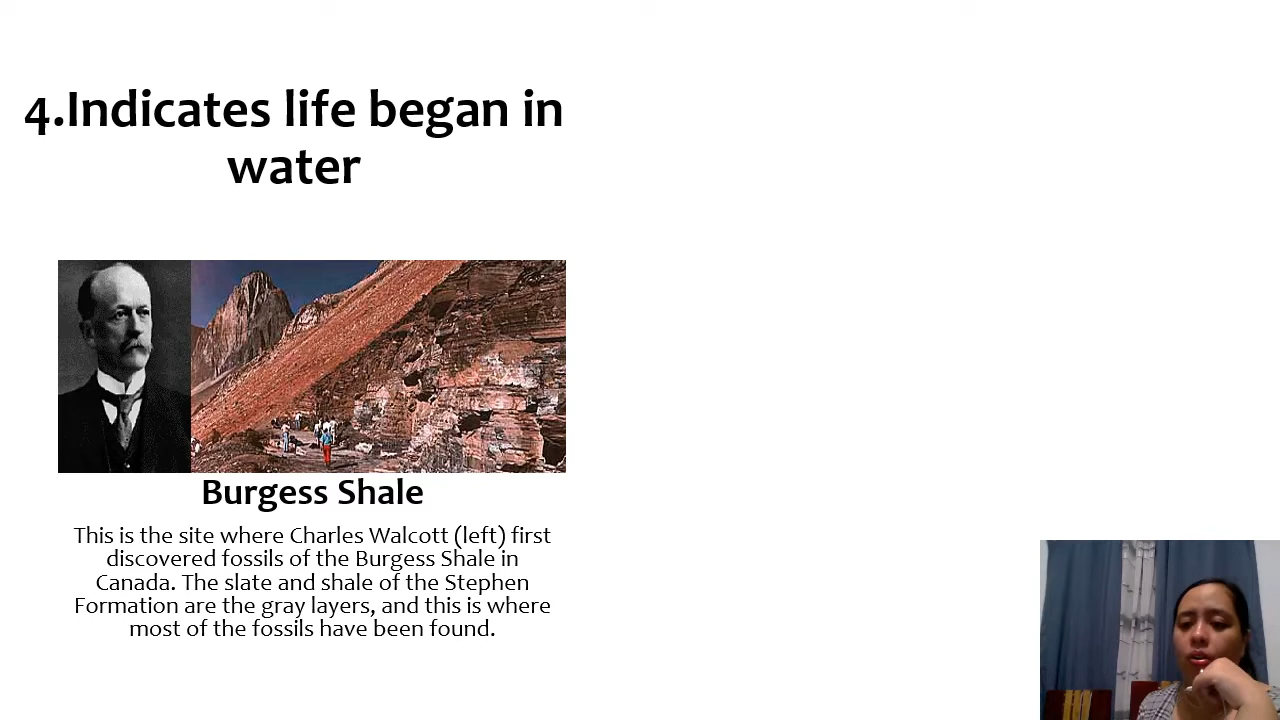 4.Indicates life began in
water
Burgess Shale
This is the site where Charles Walcott (left) first
discovered fossils of the Burgess Shale in
Canada. The slate and shale of the Stephen
Formation are the gray layers, and this is where
most of the fossils have been found.